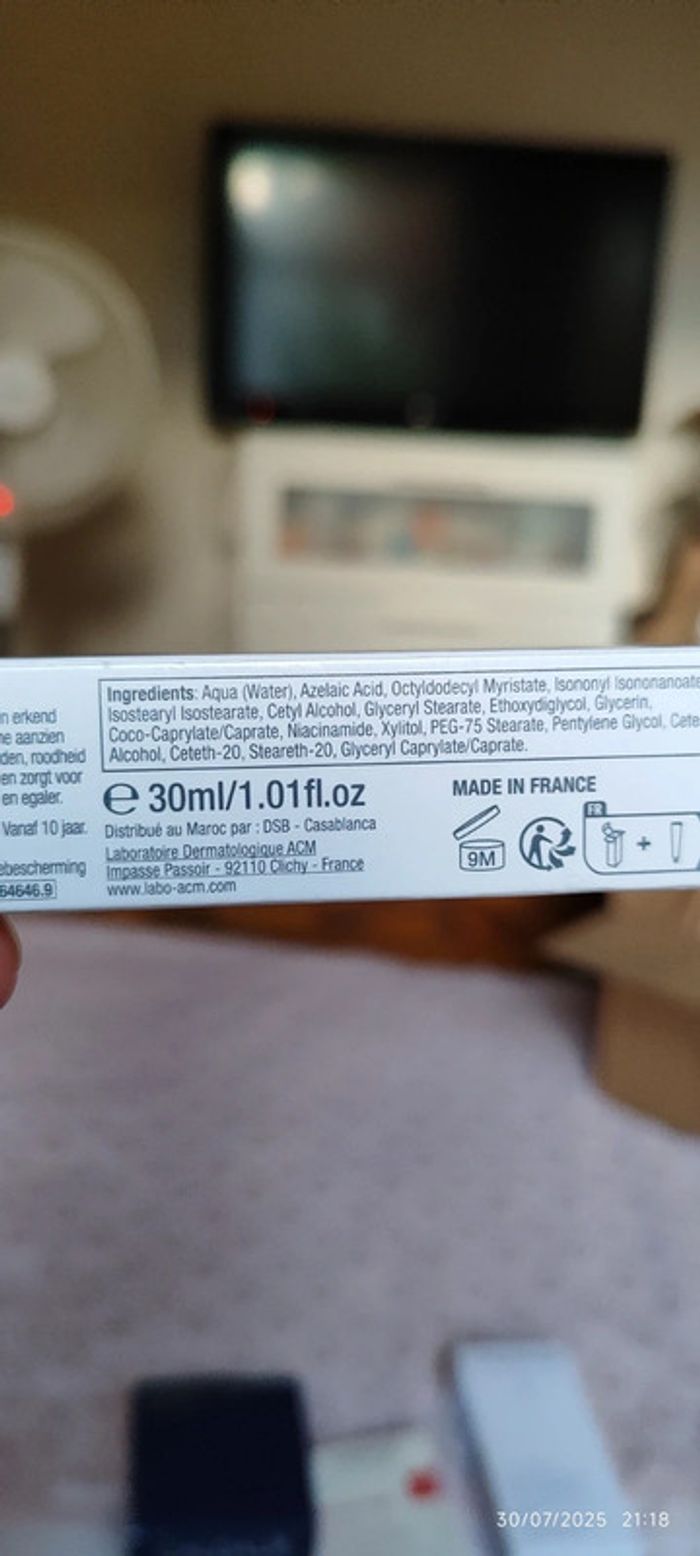 n erkend
ne aanzien
den, roodheid
en zorgt voor
en egaler.
Vanaf 10 jaar.
ebescherming
64646.9
Ingredients: Aqua (Water), Azelaic Acid, Octyldodecyl Myristate, Isononyl Isononanoate
Isostearyl Isostearate, Cetyl Alcohol, Glyceryl Stearate, Ethoxydiglycol, Glycerin,
Coco-Caprylate/Caprate, Niacinamide, Xylitol, PEG-75 Stearate, Pentylene Glycol, Cete
Alcohol, Ceteth-20, Steareth-20, Glyceryl Caprylate/Caprate.
e 30ml/1.01fl.oz
Distribué au Maroc par : DSB - Casablanca
Laboratoire Dermatologique ACM
Impasse Passoir - 92110 Clichy - France
www.labo-acm.com
MADE IN FRANCE
9M
FR
+
30/07/2025 21:18